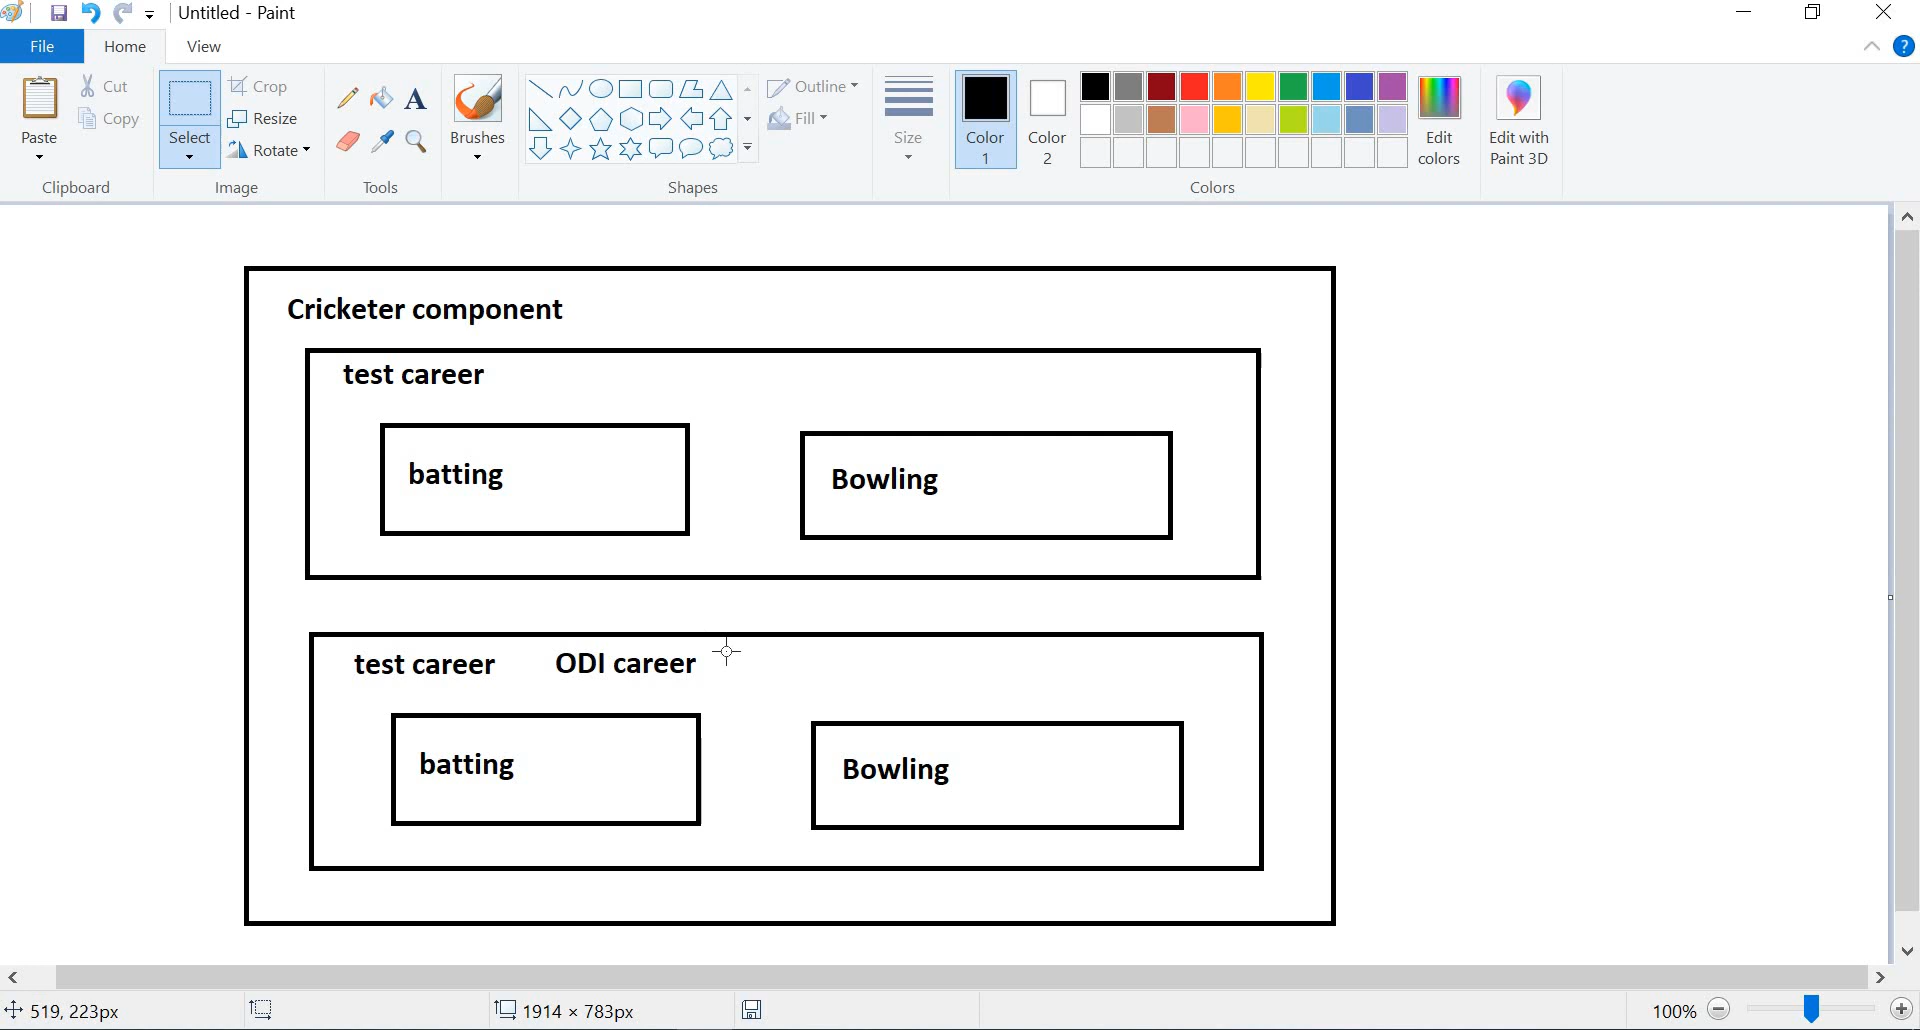 Untitled - Paint
File Home View
Paste
Cut
Copy
Clipboard
Select
Crop
Resize
Rotate
Image
A
Tools
Brushes
Outline
Fill
Shapes
Size
Color 1
Color 2
Edit colors
Colors
Edit with Paint 3D
?
Cricketer component
test career
batting Bowling
test career ODI career
batting Bowling
519, 223px 1914 × 783px 100%